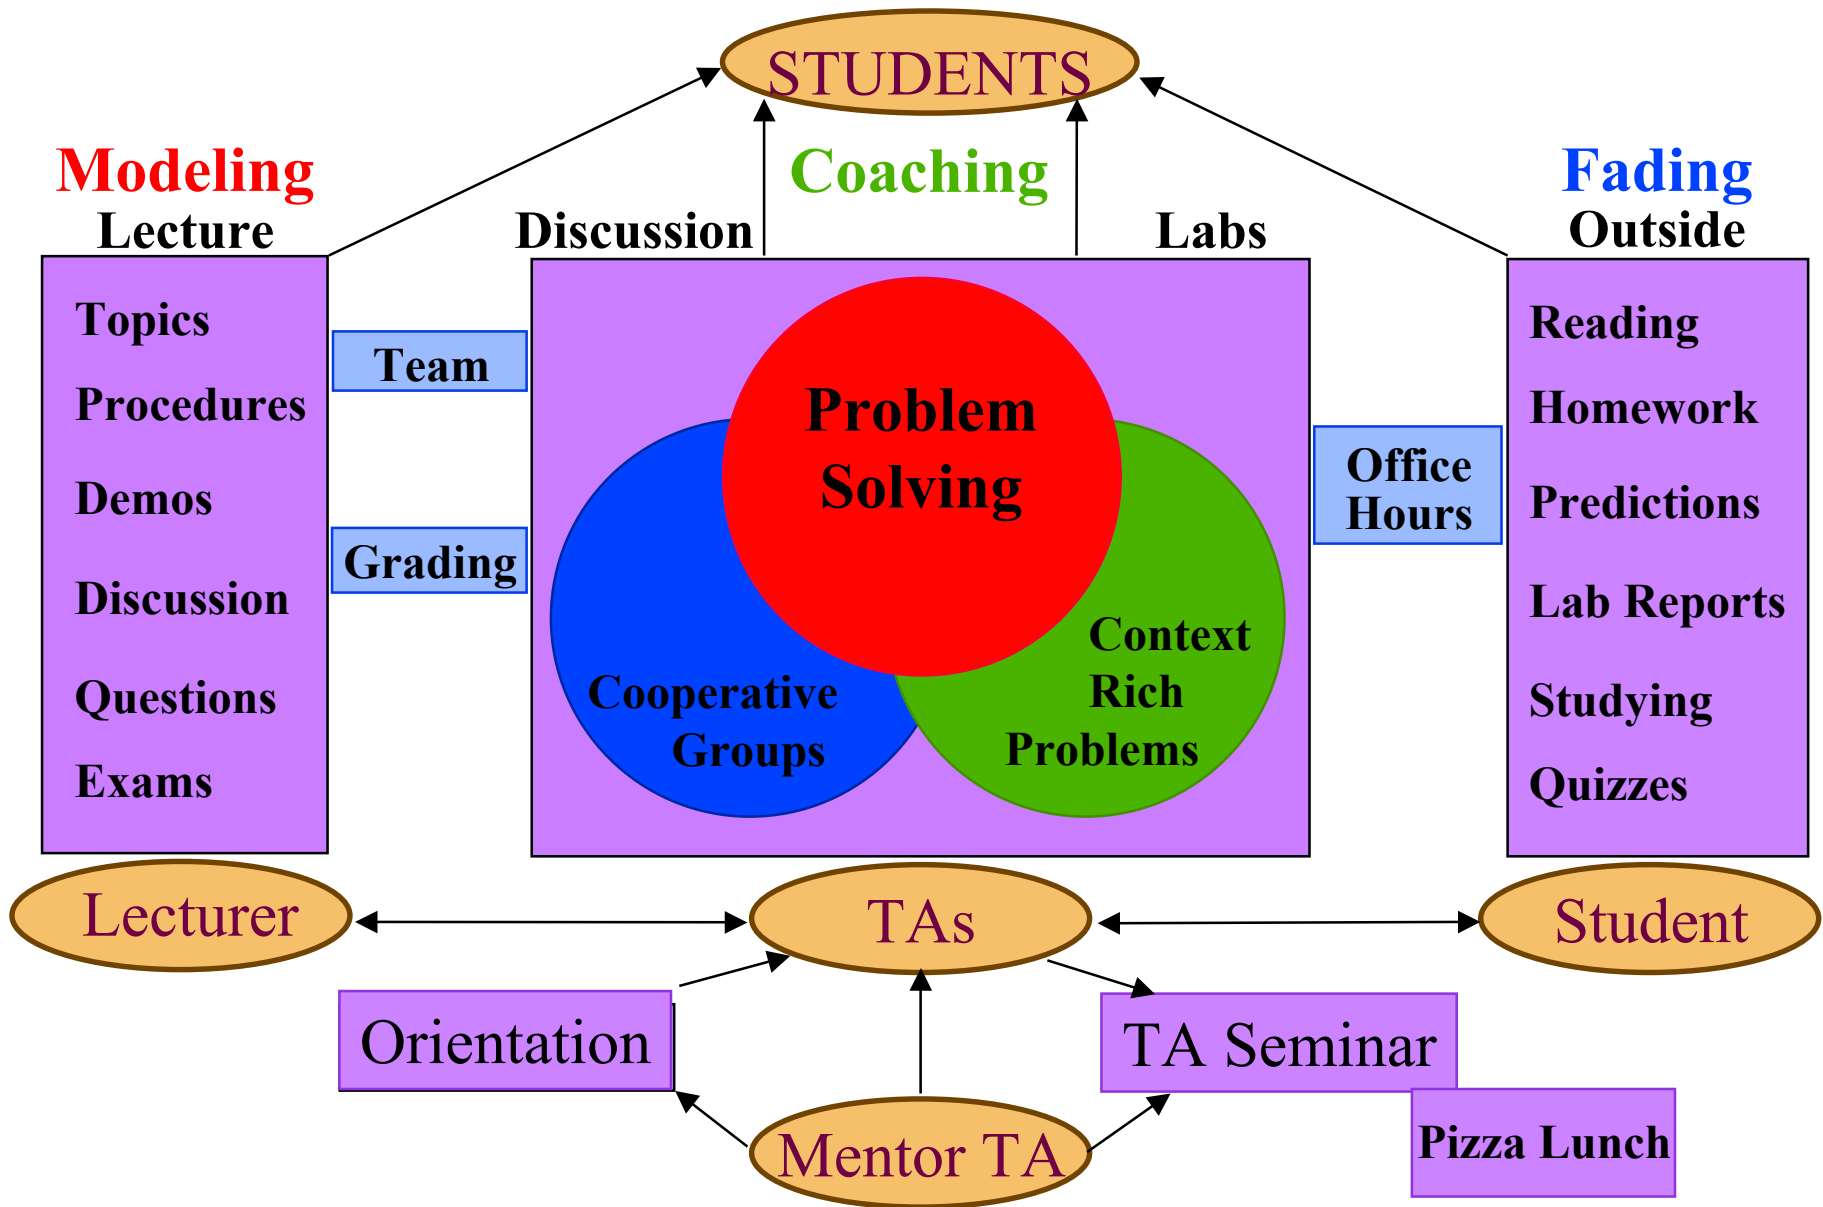 STUDENTS
Modeling
Coaching
Fading
Lecture
Discussion
Labs
Outside
Topics
Procedures
Demos
Discussion
Questions
Exams
Team
Grading
Problem
Solving
Cooperative
Groups
Context
Rich
Problems
Office
Hours
Reading
Homework
Predictions
Lab Reports
Studying
Quizzes
Lecturer
TAs
Student
Orientation
TA Seminar
Mentor TA
Pizza Lunch